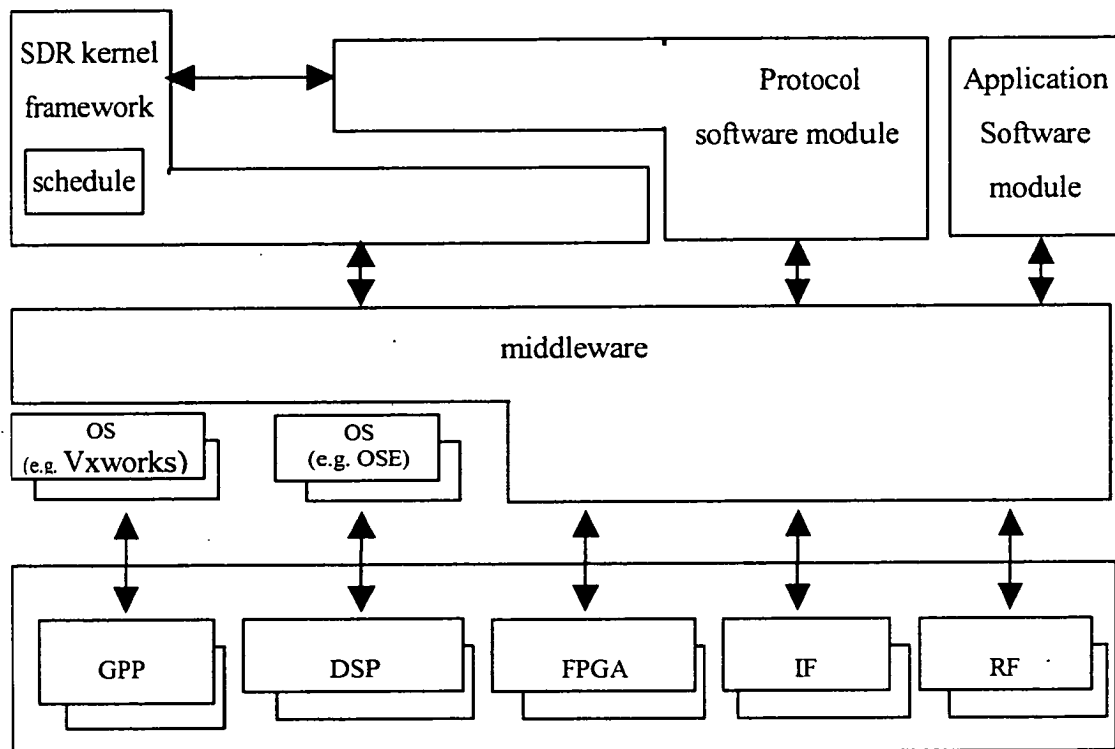 SDR kernel
framework
schedule
Protocol
software module
Application
Software
module
middleware
OS
(e.g. Vxworks)
OS
(e.g. OSE)
GPP
DSP
FPGA
IF
RF